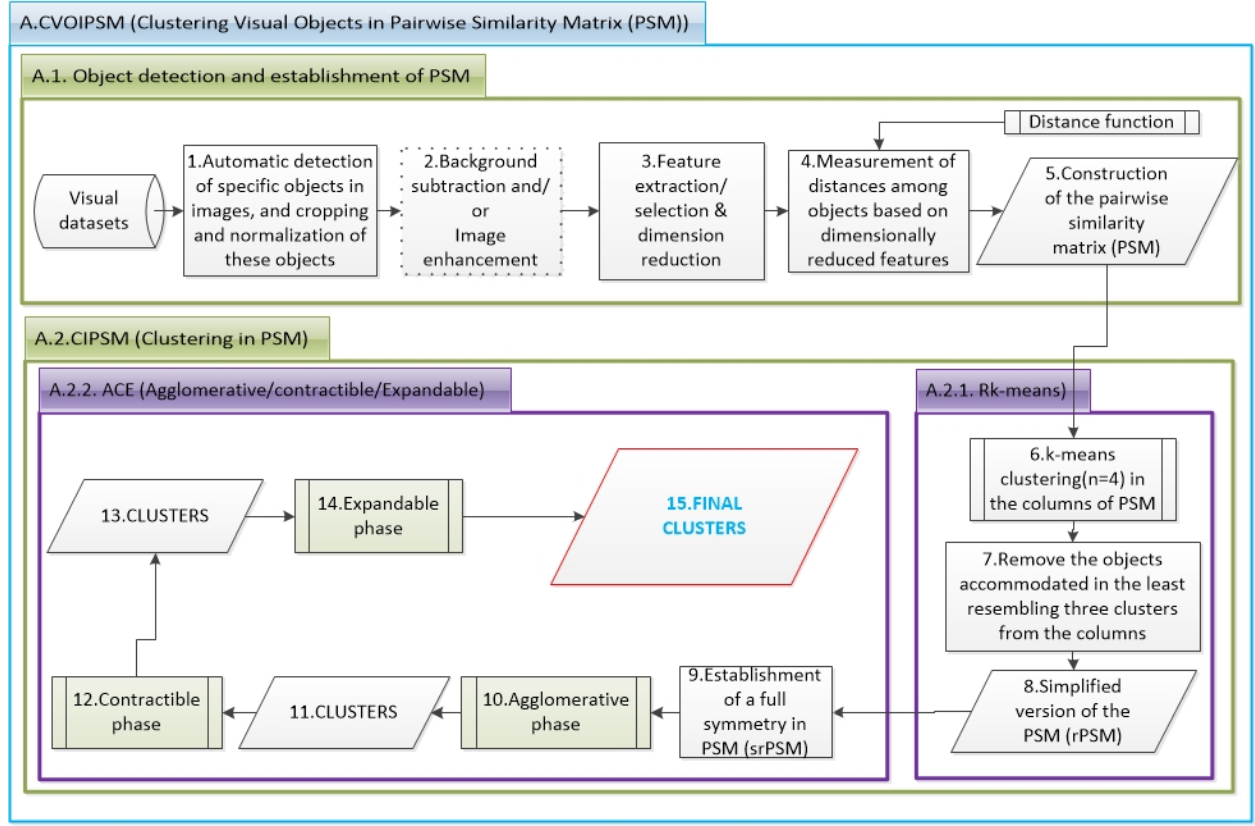 A.CVOIPSM (Clustering Visual Objects in Pairwise Similarity Matrix (PSM))
A.1. Object detection and establishment of PSM
Distance function
Visual
datasets
1.Automatic detection
of specific objects in
images, and cropping
and normalization of
these objects
2.Background
subtraction and/
or
Image
enhancement
3.Feature
extraction/
selection &
dimension
reduction
4.Measurement of
distances among
objects based on
dimensionally
reduced features
5.Construction
of the pairwise
similarity
matrix (PSM)
A.2.CIPSM (Clustering in PSM)
A.2.2. ACE (Agglomerative/contractible/Expandable)
A.2.1. Rk-means)
6.k-means
clustering(n=4) in
the columns of PSM
7.Remove the objects
accommodated in the least
resembling three clusters
from the columns
8.Simplified
version of the
PSM (rPSM)
9.Establishment
of a full
symmetry in
PSM (srPSM)
10.Agglomerative
phase
11.CLUSTERS
12.Contractible
phase
13.CLUSTERS
14.Expandable
phase
15.FINAL
CLUSTERS